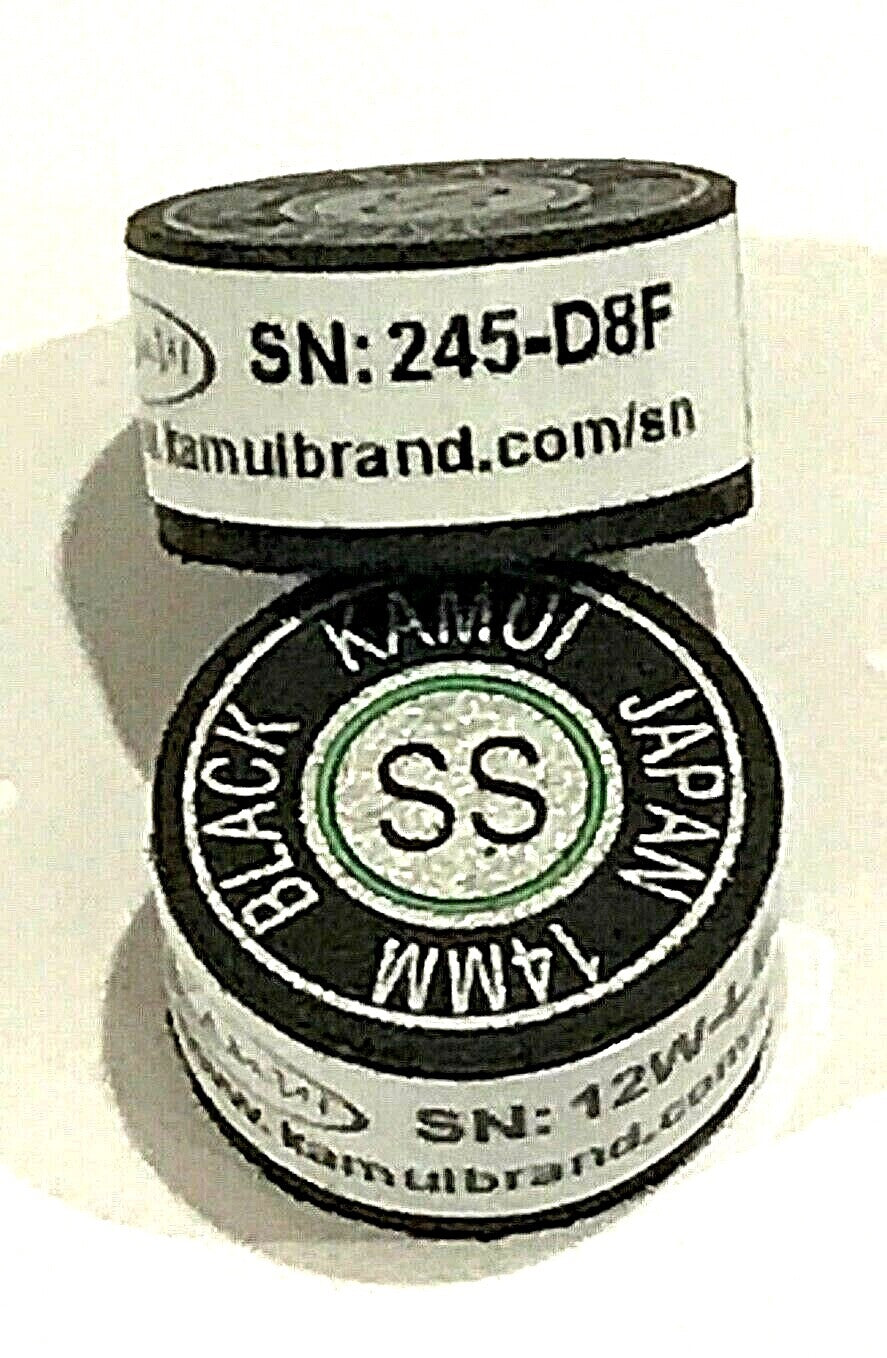 SN: 245-D8F
.kamuibrand.com/sn
KAMUI
JAPAN
14MM
BLACK
SS
SN: 12W-
www.kamuibrand.com